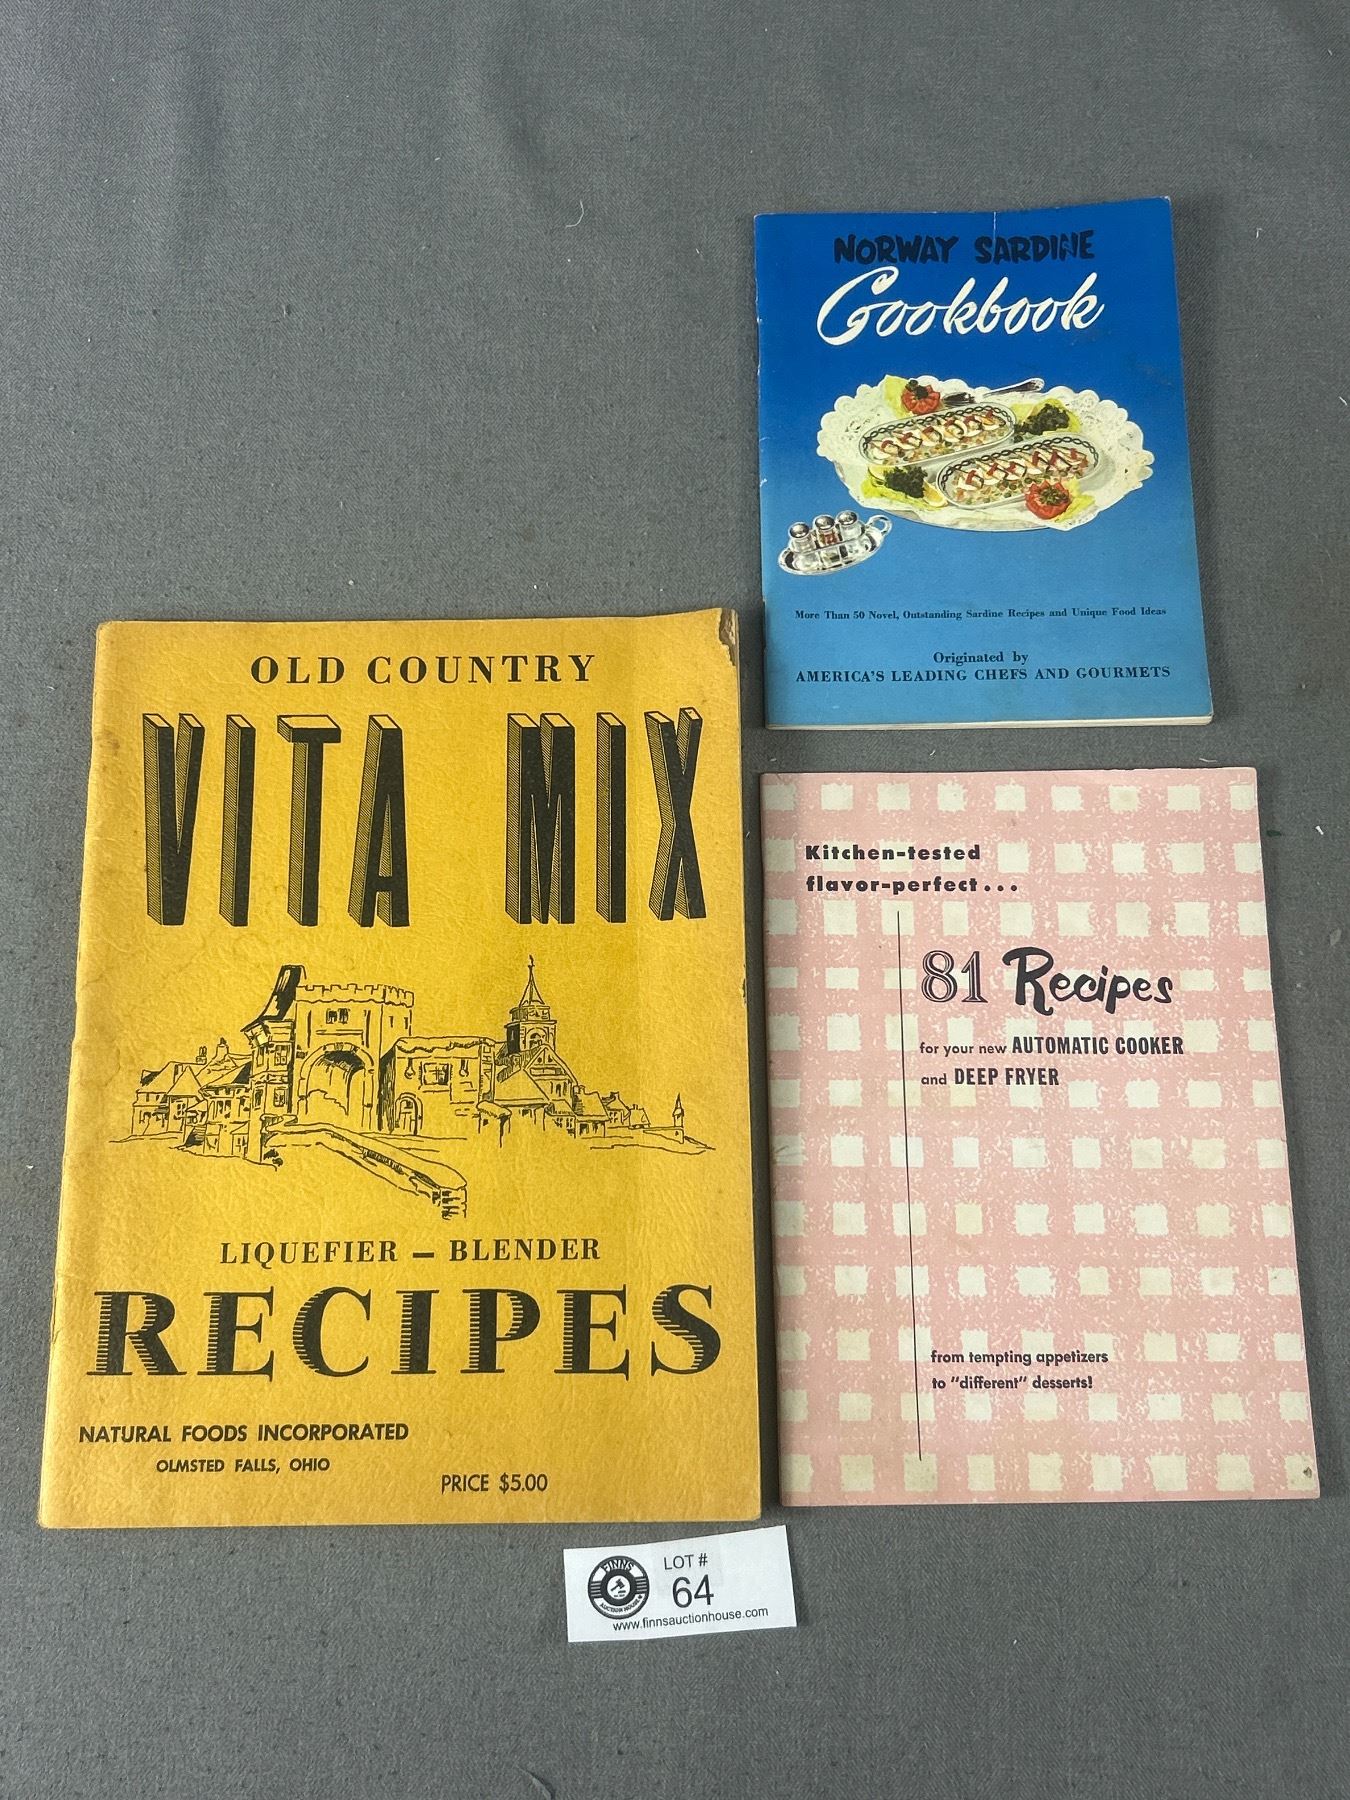 NORWAY SARDINE
Cookbook
More Than 50 Novel, Outstanding Sardine Recipes and Unique Food Ideas
Originated by
AMERICA'S LEADING CHEFS AND GOURMETS
OLD COUNTRY
VITA MIX
LIQUEFIER – BLENDER
RECIPES
NATURAL FOODS INCORPORATED
OLMSTED FALLS, OHIO
PRICE $5.00
Kitchen-tested
flavor-perfect...
81 Recipes
for your new AUTOMATIC COOKER
and DEEP FRYER
from tempting appetizers
to "different" desserts!
FINNS
AUCTION HOUSE
LOT #
64
www.finnsauctionhouse.com